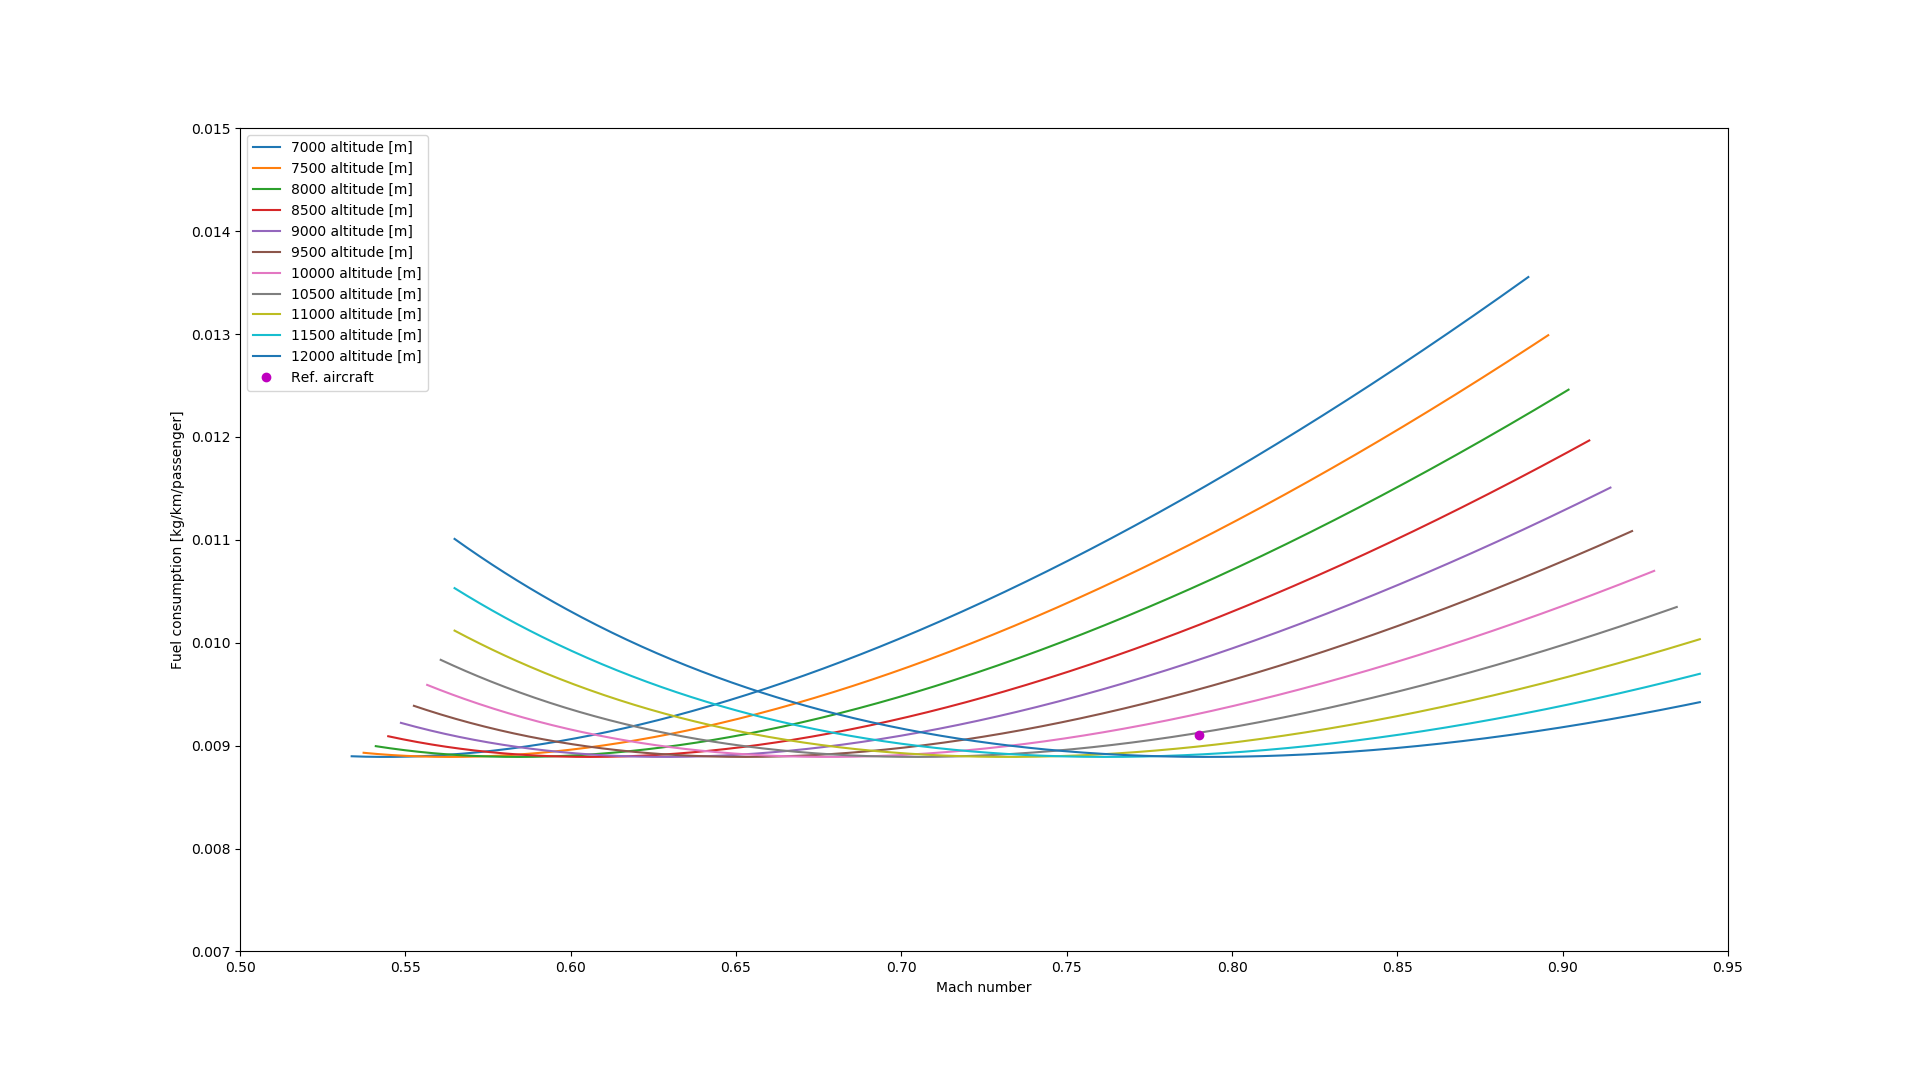 0.015
0.014
0.013
0.012
0.011
0.010
0.009
0.008
0.007
Fuel consumption [kg/km/passenger]
7000 altitude [m]
7500 altitude [m]
8000 altitude [m]
8500 altitude [m]
9000 altitude [m]
9500 altitude [m]
10000 altitude [m]
10500 altitude [m]
11000 altitude [m]
11500 altitude [m]
12000 altitude [m]
Ref. aircraft
0.50 0.55 0.60 0.65 0.70 0.75 0.80 0.85 0.90 0.95
Mach number